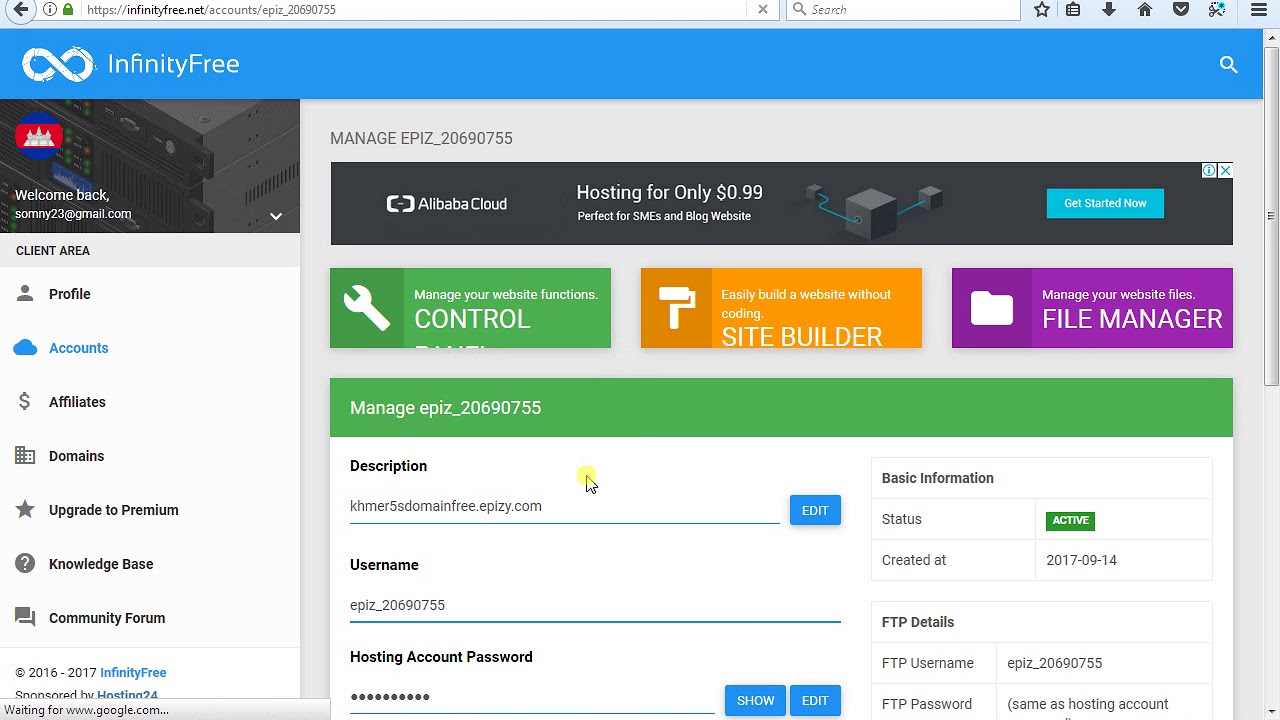 https://infinityfree.net/accounts/epiz_20690755
Search
InfinityFree
Welcome back,
somny23@gmail.com
CLIENT AREA
Profile
Accounts
Affiliates
Domains
Upgrade to Premium
Knowledge Base
Community Forum
© 2016 - 2017 InfinityFree
Sponsored by Hosting24
Waiting for www.google.com...
MANAGE EPIZ_20690755
Alibaba Cloud
Hosting for Only $0.99
Perfect for SMEs and Blog Website
Get Started Now
Manage your website functions.
CONTROL
PANEL
Easily build a website without
coding.
SITE BUILDER
Manage your website files.
FILE MANAGER
Manage epiz_20690755
Description
khmer5sdomainfree.epizy.com
EDIT
Username
epiz_20690755
Hosting Account Password
••••••••••
SHOW
EDIT
Basic Information
Status
ACTIVE
Created at
2017-09-14
FTP Details
FTP Username
epiz_20690755
FTP Password
(same as hosting account